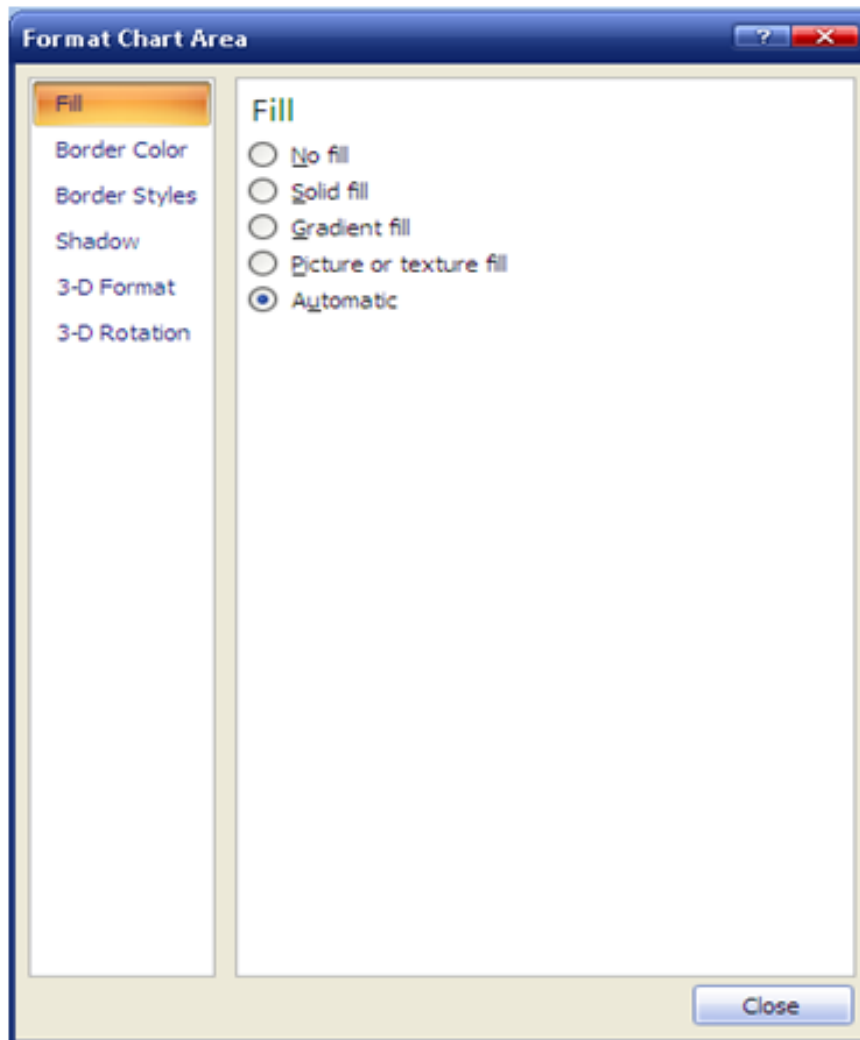 Format Chart Area
?
Fill
Border Color
Border Styles
Shadow
3-D Format
3-D Rotation
Fill
No fill
Solid fill
Gradient fill
Picture or texture fill
Automatic
Close